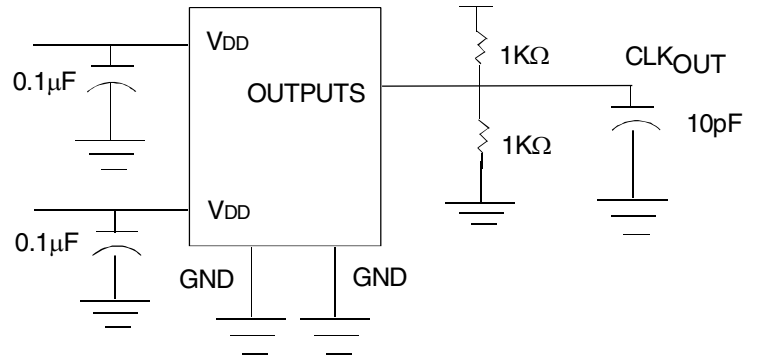 VDD
0.1μF
OUTPUTS
1KΩ
CLKOUT
10pF
1KΩ
VDD
0.1μF
GND
GND